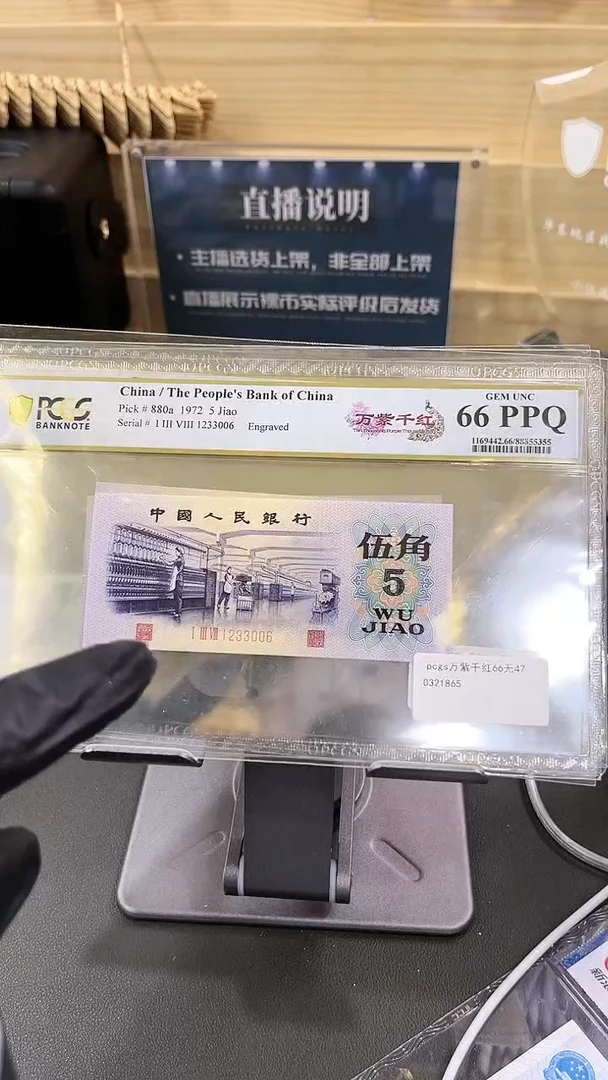 直播说明
· 主播选货上架，非全部上架
· 直播展示裸币实际评级后发货
PCGS
BANKNOTE
China / The People's Bank of China
Pick # 880a 1972 5 Jiao
Serial # I III VIII 1233006 Engraved
万紫千红
GEM UNC
66 PPQ
1169442.66/88855355
中國人民銀行
伍角
5
WU
JIAO
I III VIII 1233006
pcgs万紫千红66无47
0321865